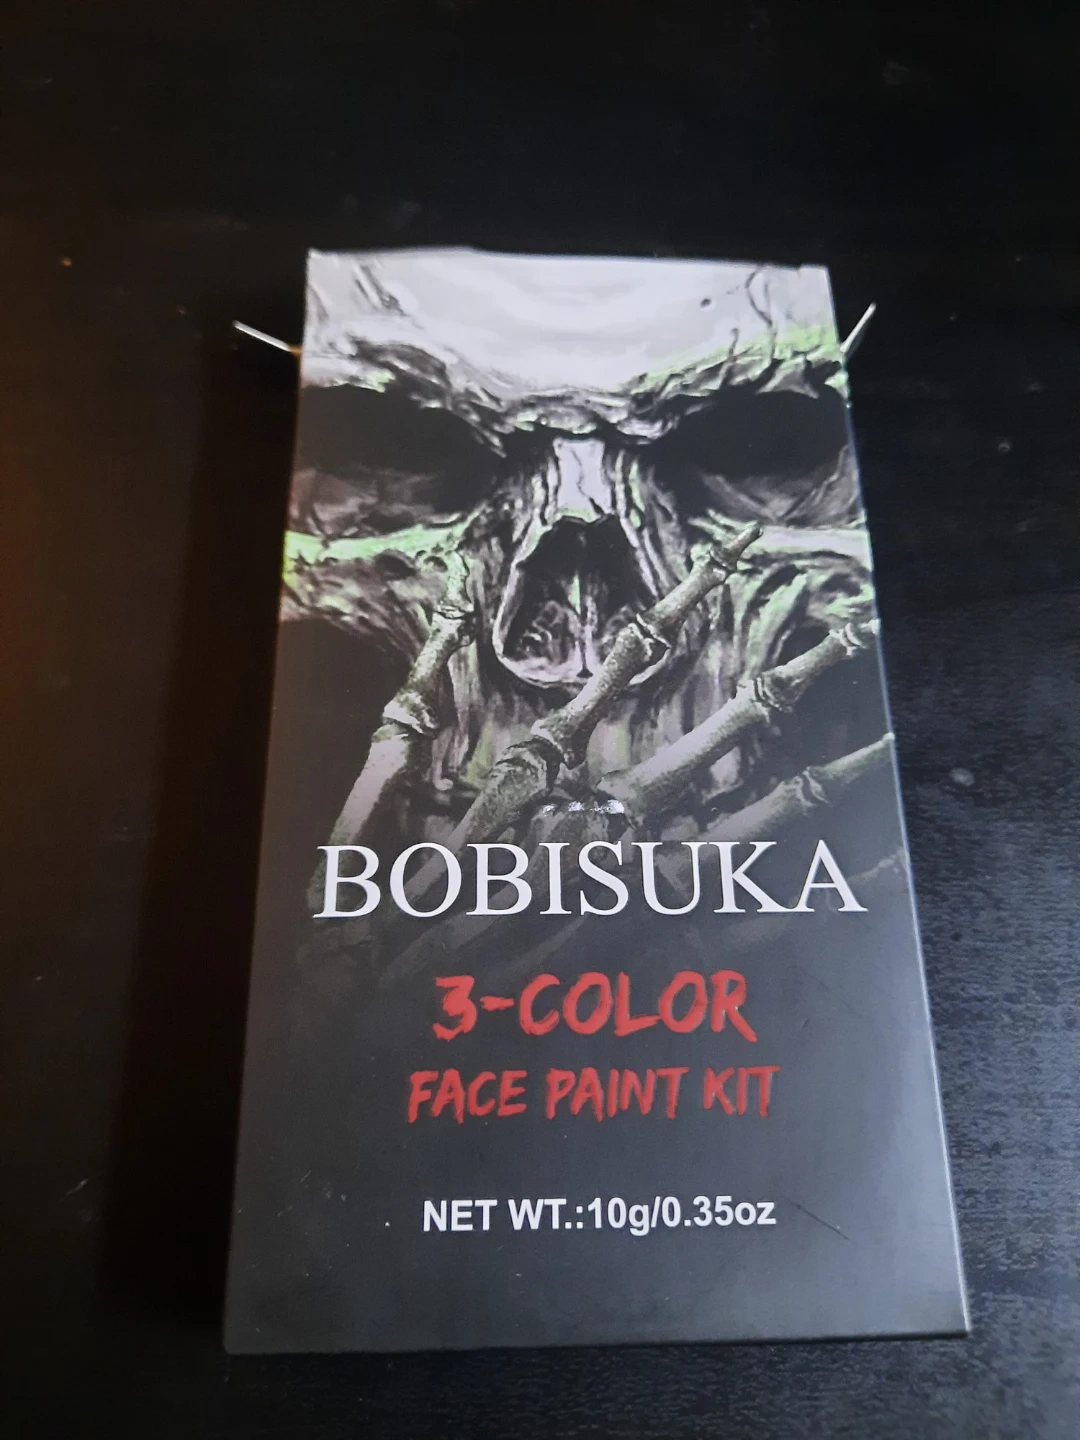 BOBISUKA
3-COLOR
FACE PAINT KIT
NET WT.:10g/0.35oz